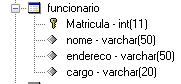 funcionario
Matricula - int(11)
nome - varchar(50)
endereco - varchar(50)
cargo - varchar(20)